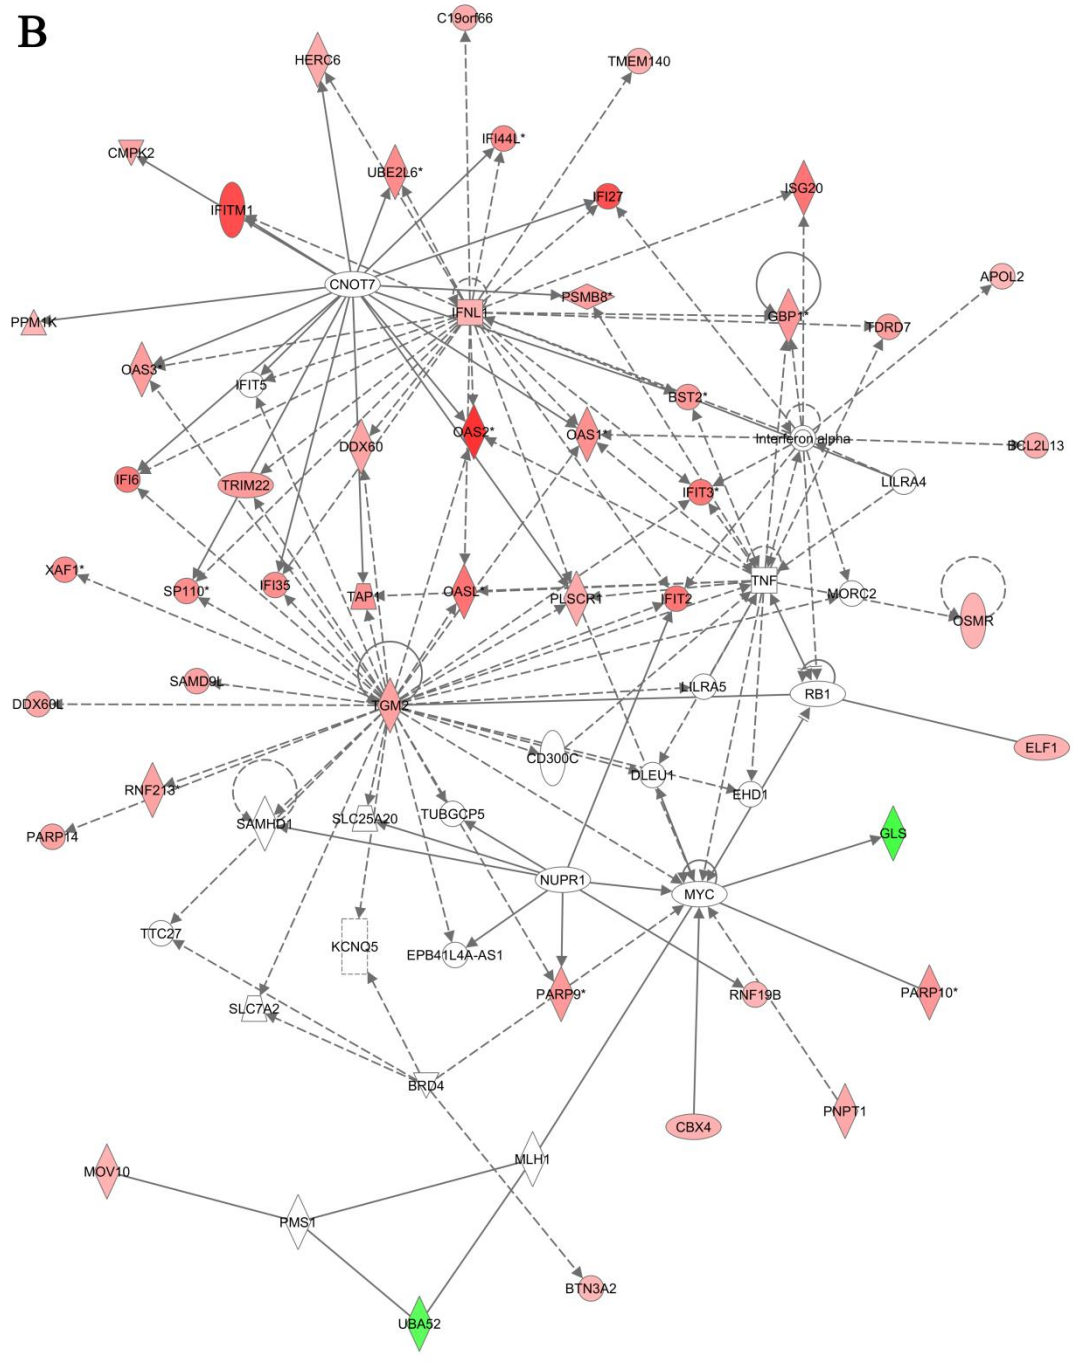 B
C19orf66
HERC6
TMEM140
IFI44L*
CMPK2
UBE2L6*
ISG20
IFI27
IFITM1
APOL2
CNOT7
PSMB8*
IFNL1
GBP1*
PPM1K
TDRD7
OAS3*
IFIT5
BST2*
OAS2*
OAS1*
Interferon alpha
DDX60
BCL2L13
IFI6
TRIM22
LILRA4
IFIT3*
XAF1*
TNF
SP110*
IFI35
TAP1
OASL*
PLSCR1
IFIT2
MORC2
OSMR
SAMD9L
LILRA5
RB1
DDX60L
TGM2
ELF1
CD300C
DLEU1
RNF213*
EHD1
TUBGCP5
SLC25A20
SAMHD1
PARP14
GLS
NUPR1
MYC
TTC27
KCNQ5
EPB41L4A-AS1
PARP9*
RNF19B
PARP10*
SLC7A2
BRD4
PNPT1
CBX4
MLH1
MOV10
PMS1
BTN3A2
UBA52